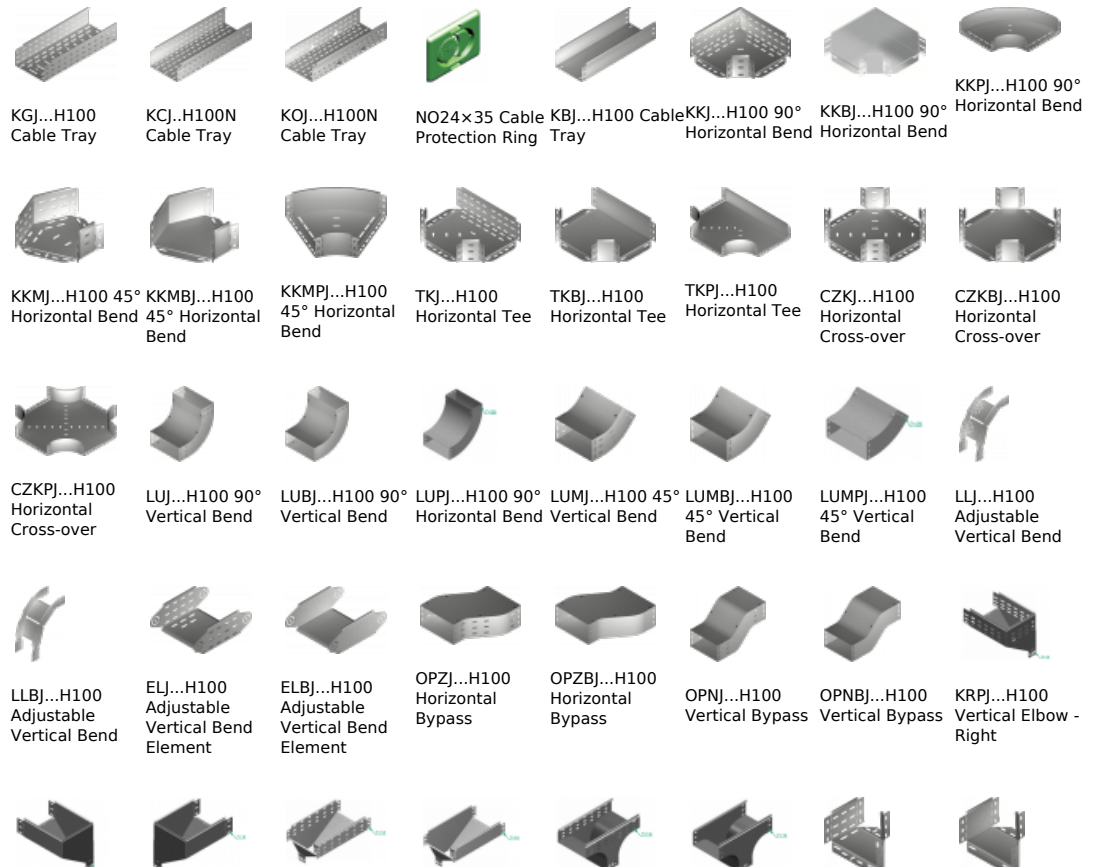 KGJ...H100
Cable Tray
KCJ...H100N
Cable Tray
KOJ...H100N
Cable Tray
NO24×35 Cable
Protection Ring
KBJ...H100 Cable
Tray
KKJ...H100 90°
Horizontal Bend
KKBJ...H100 90°
Horizontal Bend
KKPJ...H100 90°
Horizontal Bend
KKMJ...H100 45°
Horizontal Bend
KKMBJ...H100
45° Horizontal
Bend
KKMPJ...H100
45° Horizontal
Bend
TKJ...H100
Horizontal Tee
TKBJ...H100
Horizontal Tee
TKPJ...H100
Horizontal Tee
CZKJ...H100
Horizontal
Cross-over
CZKBJ...H100
Horizontal
Cross-over
CZKPJ...H100
Horizontal
Cross-over
LUJ...H100 90°
Vertical Bend
LUBJ...H100 90°
Vertical Bend
LUPJ...H100 90°
Horizontal Bend
LUMJ...H100 45°
Vertical Bend
LUMBJ...H100
45° Vertical
Bend
LUMPJ...H100
45° Vertical
Bend
LLJ...H100
Adjustable
Vertical Bend
LLBJ...H100
Adjustable
Vertical Bend
ELJ...H100
Adjustable
Vertical Bend
Element
ELBJ...H100
Adjustable
Vertical Bend
Element
OPZJ...H100
Horizontal
Bypass
OPZBJ...H100
Horizontal
Bypass
OPNJ...H100
Vertical Bypass
OPNBJ...H100
Vertical Bypass
KRPJ...H100
Vertical Elbow -
Right